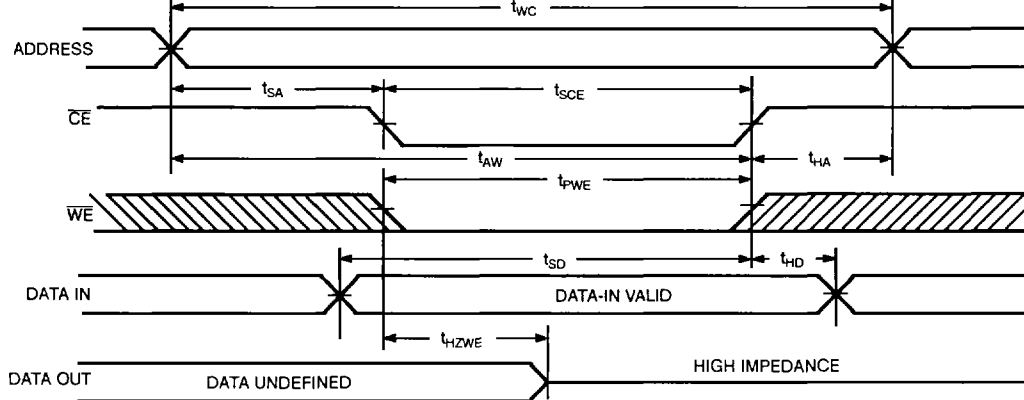 tWC
ADDRESS
tSA tSCE
CE
tAW tHA
tPWE
WE
tSD tHD
DATA IN DATA-IN VALID
tHZWE
HIGH IMPEDANCE
DATA OUT DATA UNDEFINED